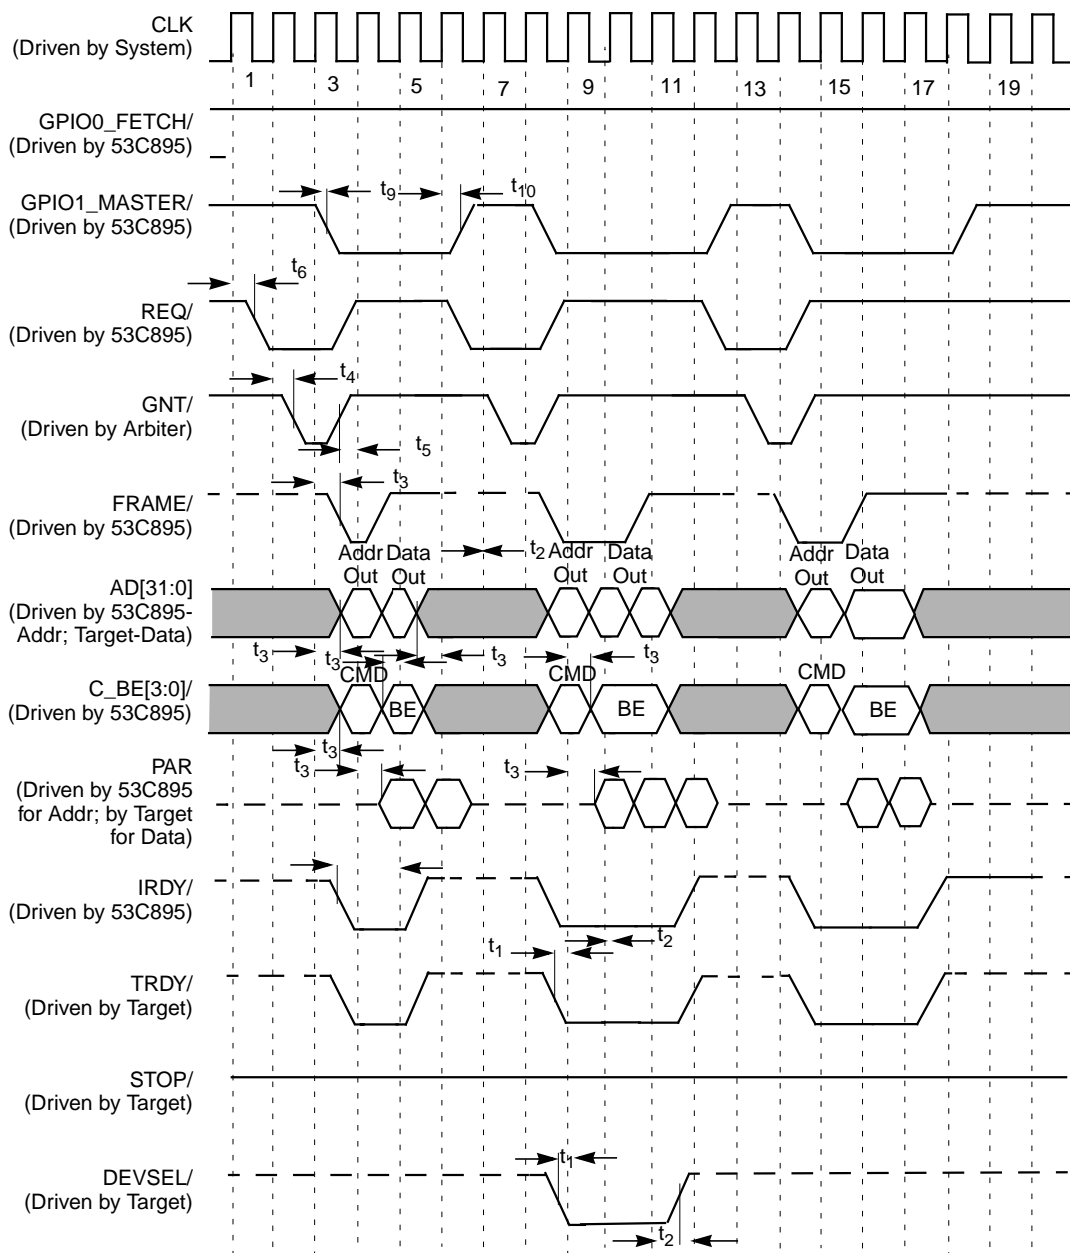 CLK
(Driven by System)
1 3 5 7 9 11 13 15 17 19
GPIO0_FETCH/
(Driven by 53C895)
t9 t10
GPIO1_MASTER/
(Driven by 53C895)
t6
REQ/
(Driven by 53C895)
t4
GNT/
(Driven by Arbiter)
t5
t3
FRAME/
(Driven by 53C895)
t2
Addr Data Addr Data Addr Data
Out Out Out Out Out Out
AD[31:0]
(Driven by 53C895-
Addr; Target-Data)
t3 t3 t3 t3
CMD CMD CMD
C_BE[3:0]/
(Driven by 53C895)
BE BE BE
t3
t3 t3
PAR
(Driven by 53C895
for Addr; by Target
for Data)
IRDY/
(Driven by 53C895)
t1 t2
TRDY/
(Driven by Target)
STOP/
(Driven by Target)
t1
DEVSEL/
(Driven by Target)
t2